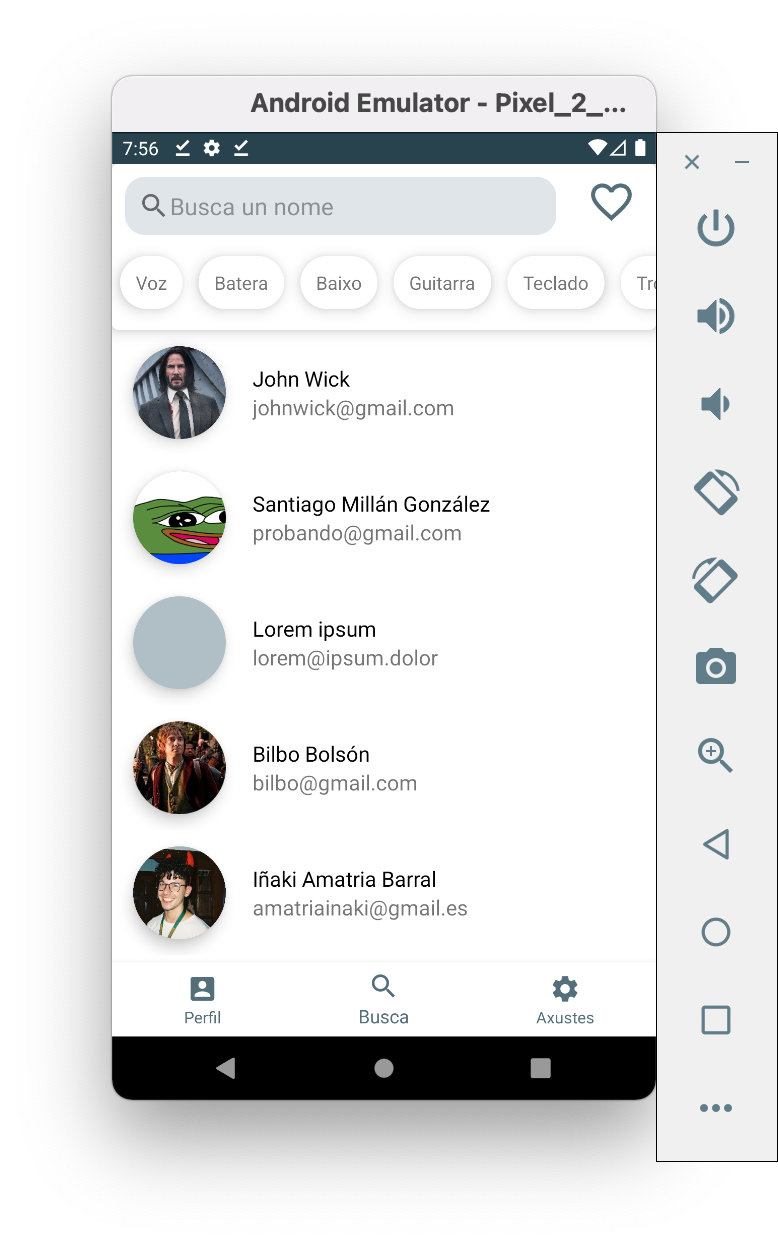 Android Emulator - Pixel_2_...
7:56
Busca un nome
Voz Batera Baixo Guitarra Teclado
John Wick
johnwick@gmail.com
Santiago Millán González
probando@gmail.com
Lorem ipsum
lorem@ipsum.dolor
Bilbo Bolsón
bilbo@gmail.com
Iñaki Amatria Barral
amatriainaki@gmail.es
Perfil Busca Axustes